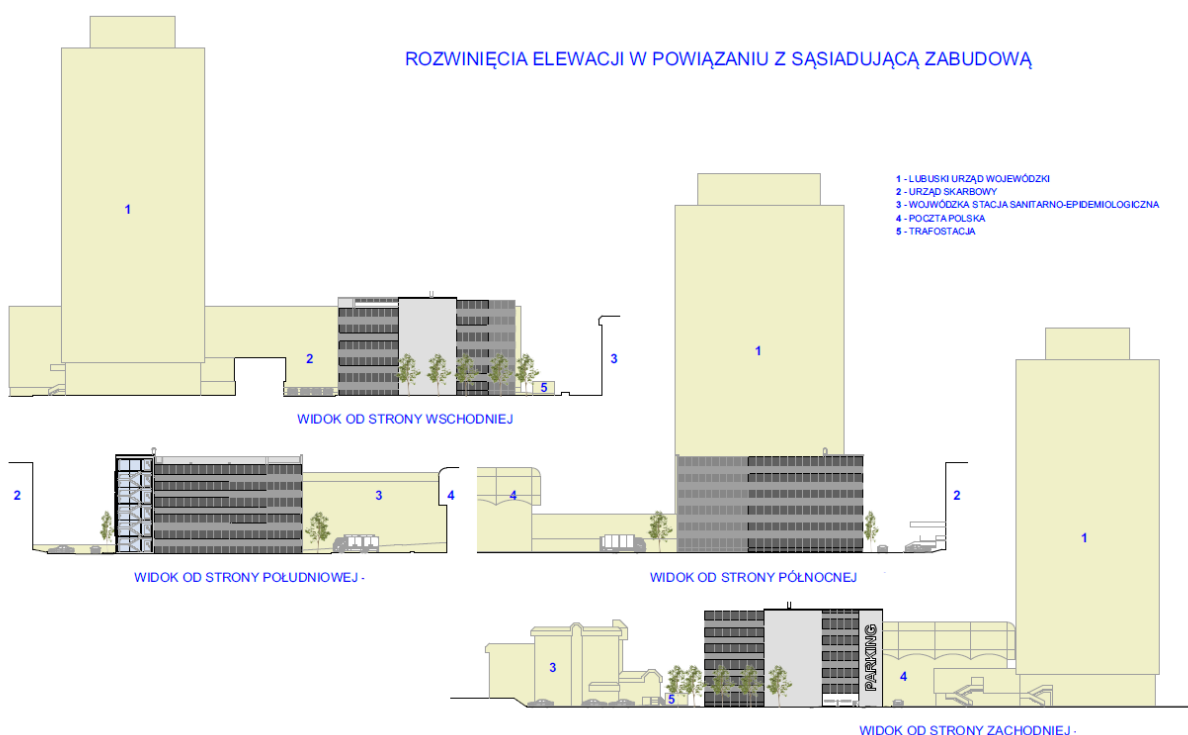 ROZWINIĘCIA ELEWACJI W POWIĄZANIU Z SĄSIADUJĄCĄ ZABUDOWĄ
1 - LUBUSKI URZĄD WOJEWÓDZKI
2 - URZĄD SKARBOWY
3 - WOJWÓDZKA STACJA SANITARNO-EPIDEMIOLOGICZNA
4 - POCZTA POLSKA
5 - TRAFOSTACJA
1
2
3
5
WIDOK OD STRONY WSCHODNIEJ
1
2
3
4
WIDOK OD STRONY POŁUDNIOWEJ -
4
2
WIDOK OD STRONY PÓŁNOCNEJ
1
3
5
PARKING
4
WIDOK OD STRONY ZACHODNIEJ -